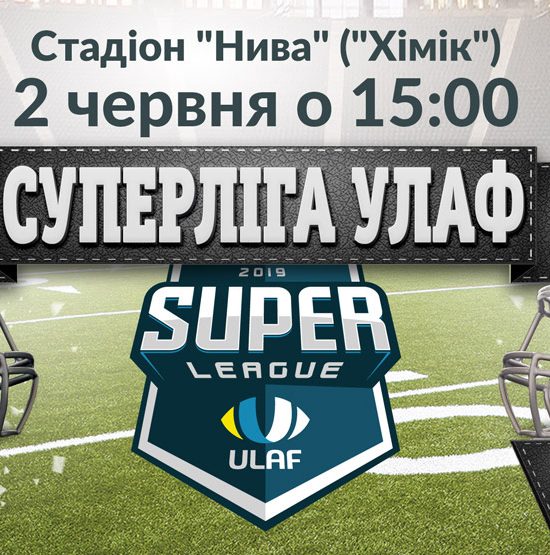 Стадіон "Нива" ("Хімік")
2 червня о 15:00
СУПЕРЛІГА УЛАФ
2019
SUPER
LEAGUE
ULAF